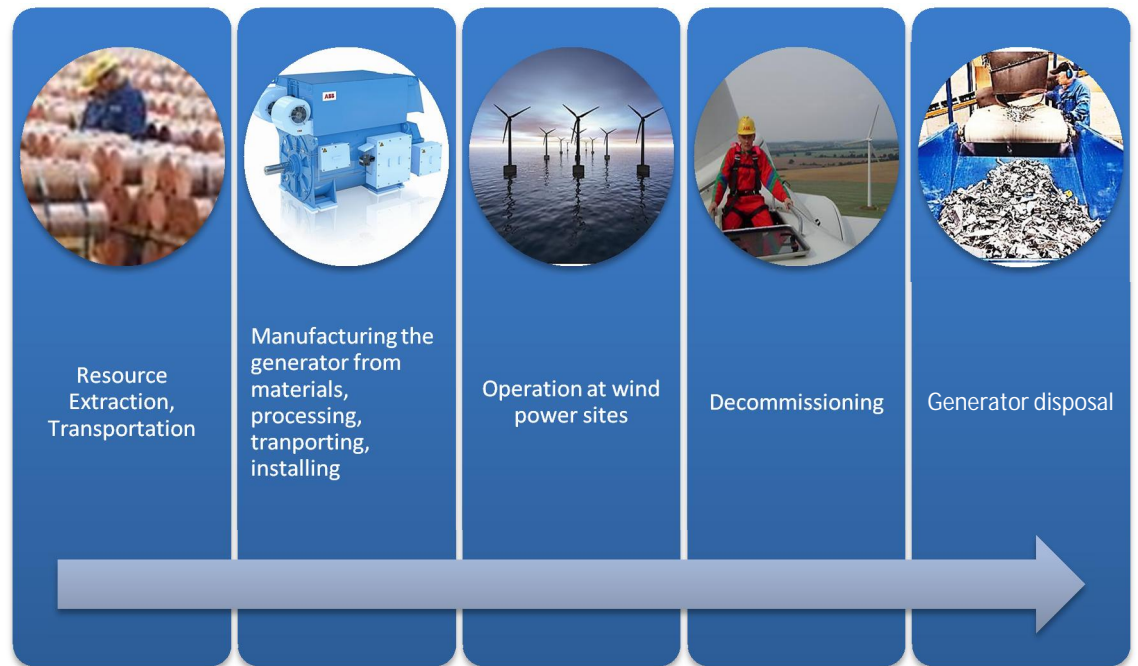 ABB
Resource
Extraction,
Transportation
Manufacturing the
generator from
materials,
processing,
tranporting,
installing
Operation at wind
power sites
Decommissioning
Generator disposal